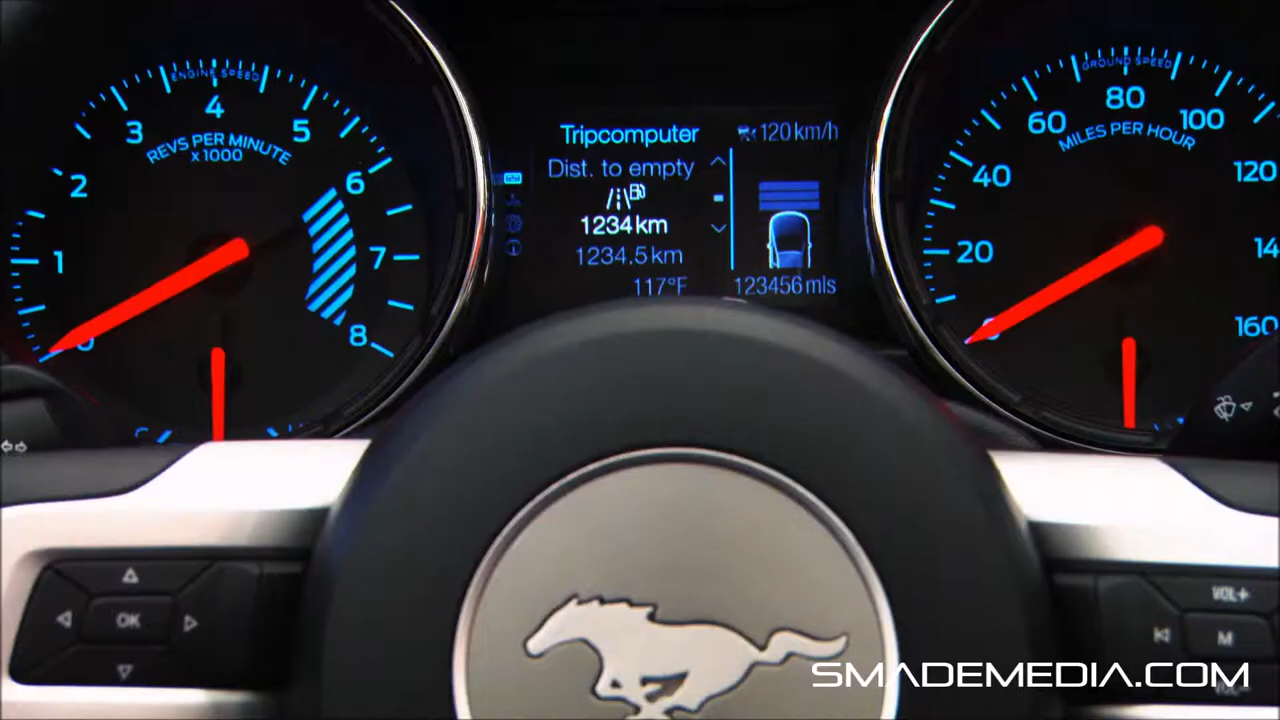 ENGINE SPEED
1 2 3 4 5 6 7 8
REVS PER MINUTE
x 1000
Tripcomputer
Dist. to empty
1234 km
1234.5 km
117°F
120 km/h
123456 mls
GROUND SPEED
20 40 60 80 100 120
160
MILES PER HOUR
OK
VOL+
M
SMADEMEDIA.COM